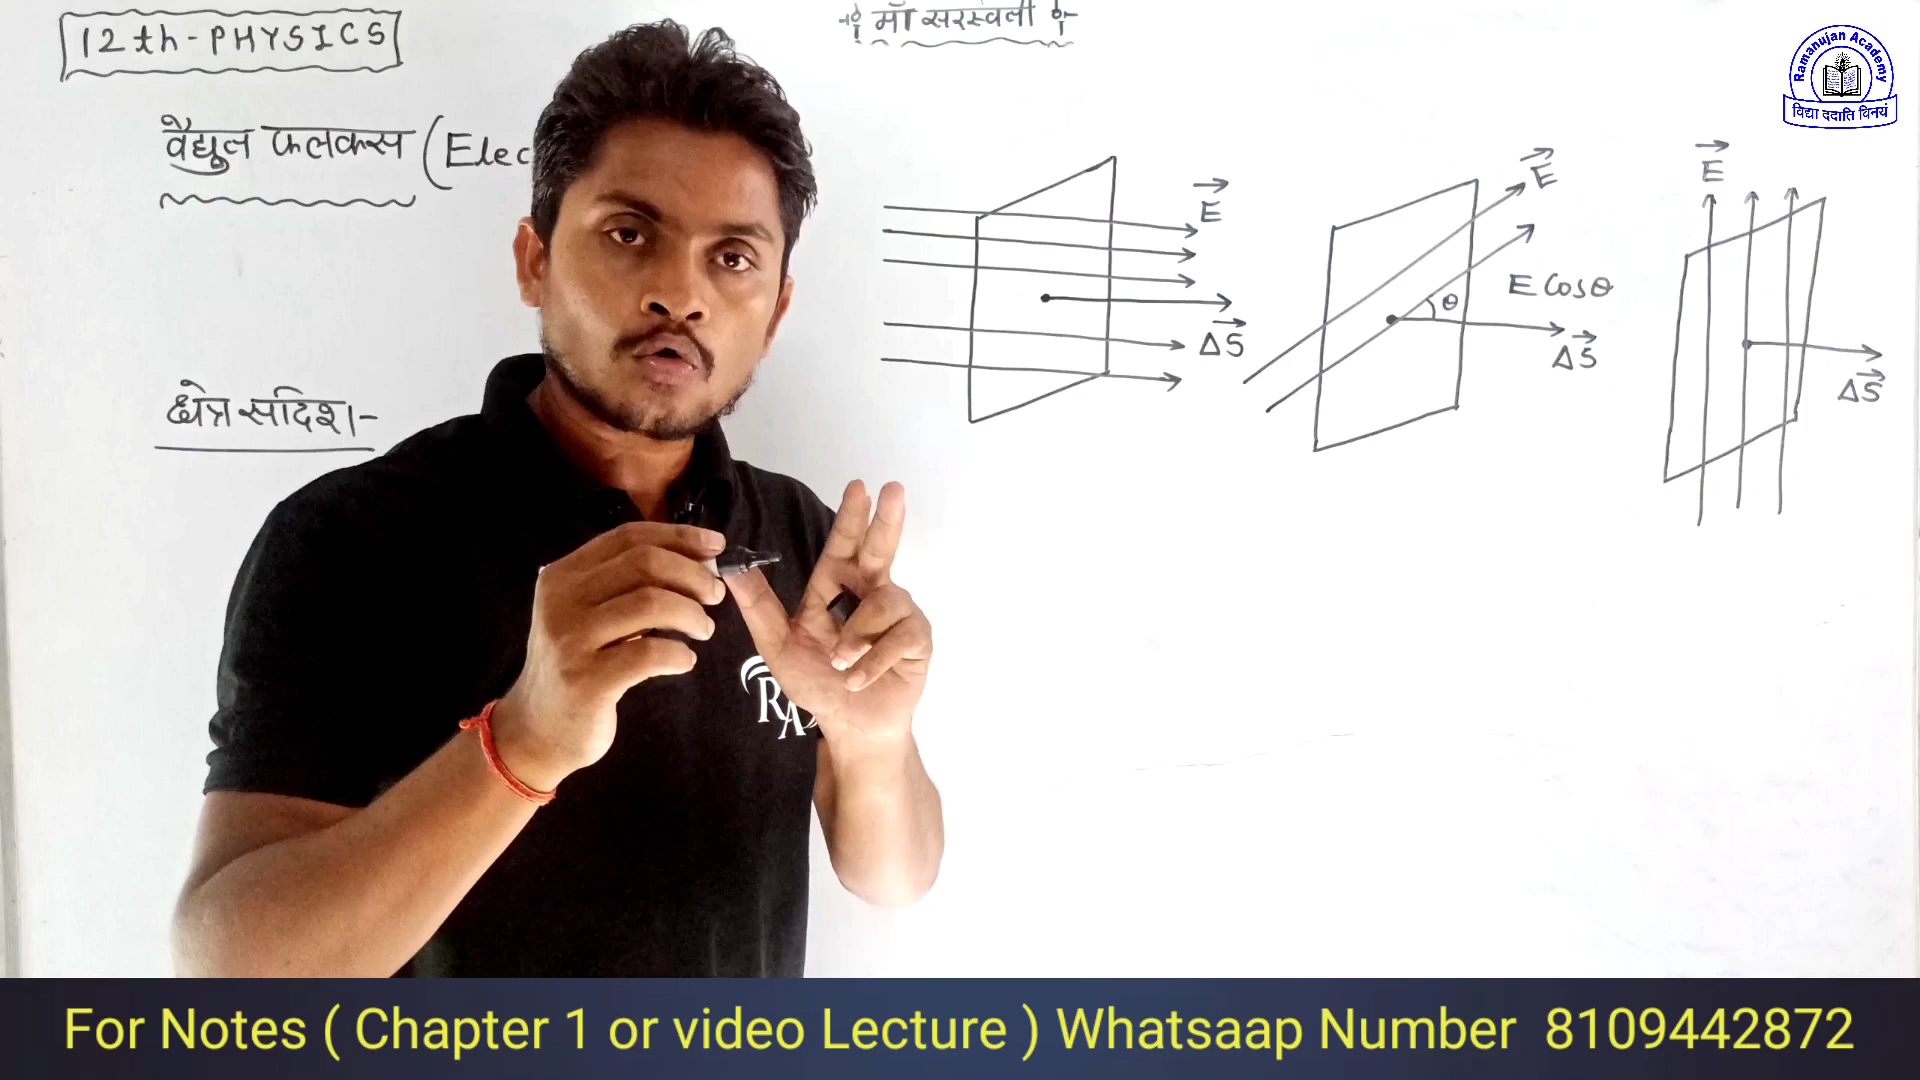 12th-PHYSICS
माँ सरस्वती
Ramanujan Academy
विद्या ददाति विनयं
वैद्युत फलक्स (Elec
E
ΔS
E
E Cosθ
θ
ΔS
E
ΔS
क्षेत्र सदिश-
RA
For Notes ( Chapter 1 or video Lecture ) Whatsaap Number 8109442872